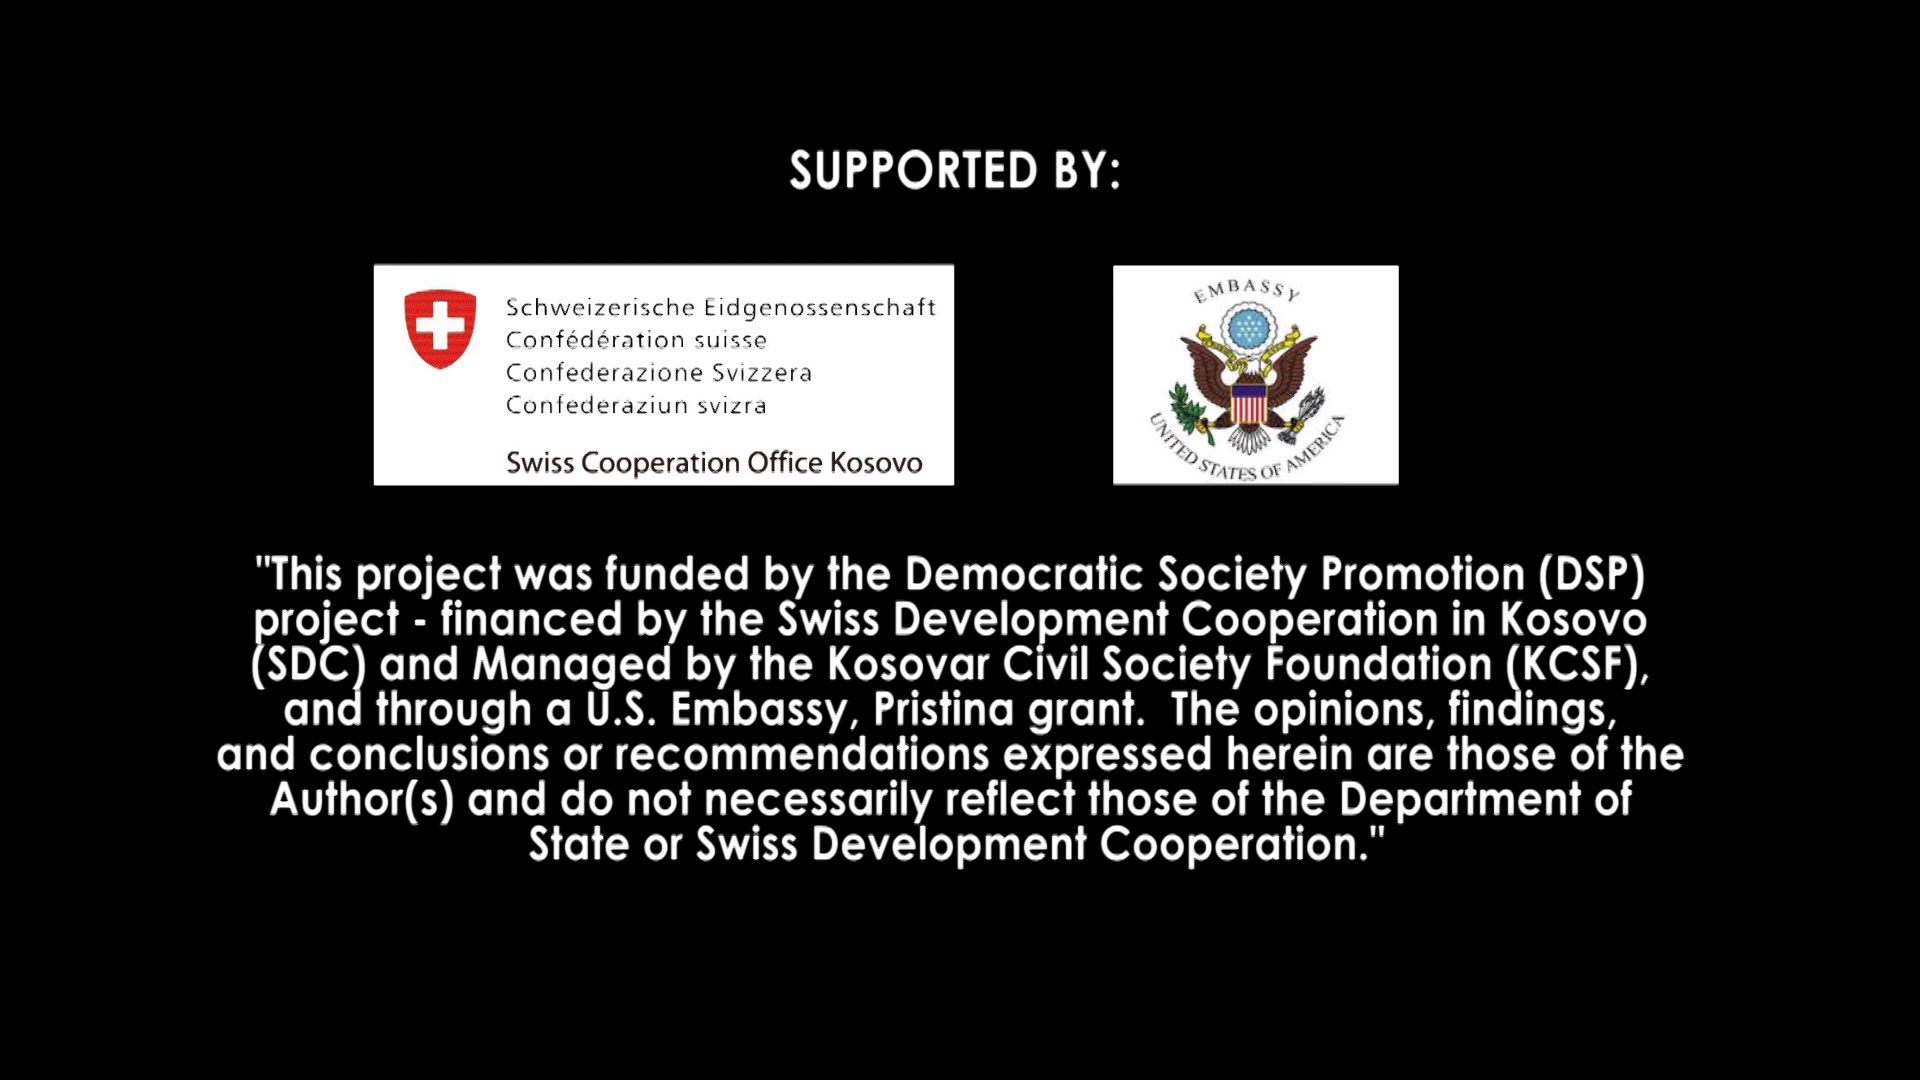 SUPPORTED BY:
Schweizerische Eidgenossenschaft
Confédération suisse
Confederazione Svizzera
Confederaziun svizra
Swiss Cooperation Office Kosovo
EMBASSY
UNITED STATES OF AMERICA
"This project was funded by the Democratic Society Promotion (DSP)
project - financed by the Swiss Development Cooperation in Kosovo
(SDC) and Managed by the Kosovar Civil Society Foundation (KCSF),
and through a U.S. Embassy, Pristina grant.  The opinions, findings,
and conclusions or recommendations expressed herein are those of the
Author(s) and do not necessarily reflect those of the Department of
State or Swiss Development Cooperation."